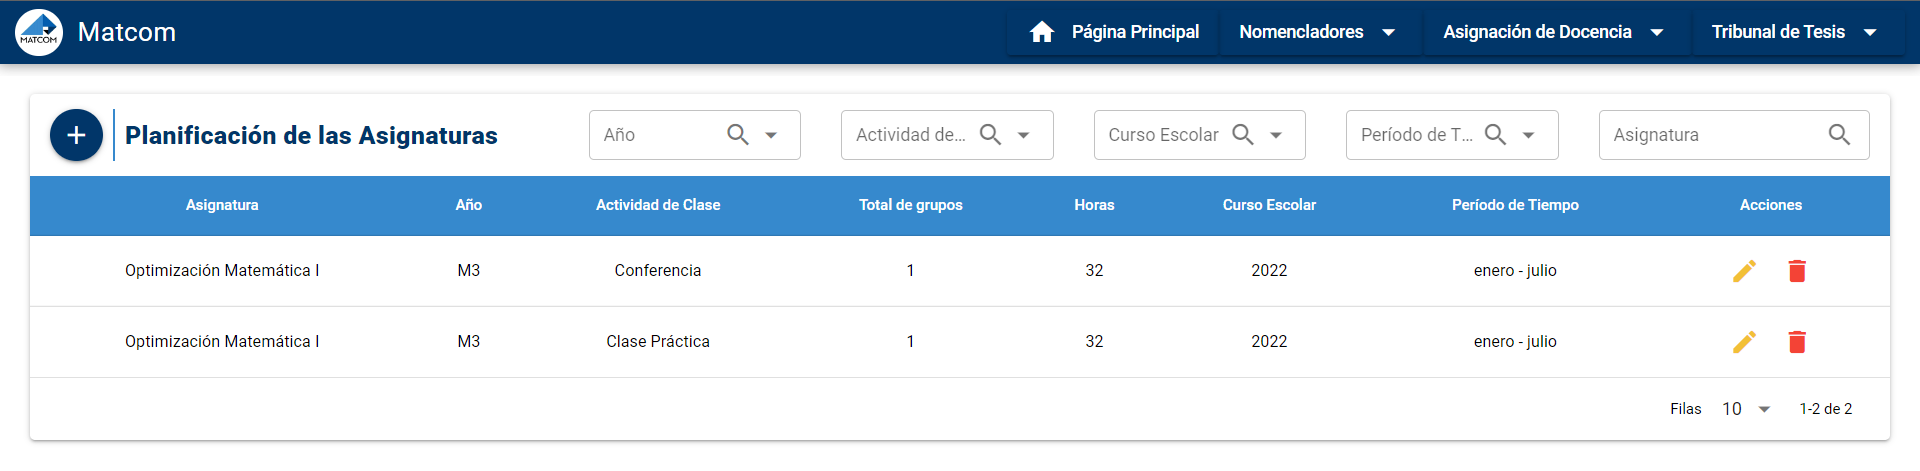 MATCOM
Matcom
Página Principal
Nomencladores
Asignación de Docencia
Tribunal de Tesis
Planificación de las Asignaturas
Año
Actividad de...
Curso Escolar
Período de T...
Asignatura
Asignatura Año Actividad de Clase Total de grupos Horas Curso Escolar Período de Tiempo Acciones
Optimización Matemática I M3 Conferencia 1 32 2022 enero - julio
Optimización Matemática I M3 Clase Práctica 1 32 2022 enero - julio
Filas 10 1-2 de 2